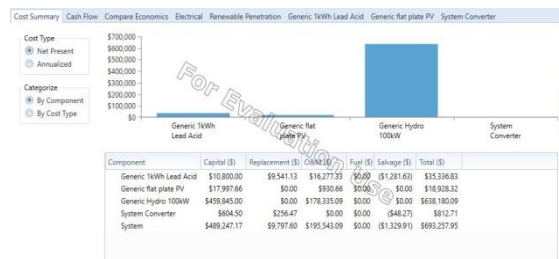 Cost Summary Cash Flow Compare Economics Electrical Renewable Penetration Generic 1kWh Lead Acid Generic flat plate PV System Converter
Cost Type
Net Present
Annualized
Categorize
By Component
By Cost Type
$700,000
$600,000
$500,000
$400,000
$300,000
$200,000
$100,000
$0
Generic 1kWh Lead Acid
Generic flat plate PV
Generic Hydro 100kW
System Converter
For Evaluation Use
Component Capital ($) Replacement ($) O&M ($) Fuel ($) Salvage ($) Total ($)
Generic 1kWh Lead Acid $10,800.00 $9,541.13 $16,277.33 $0.00 ($1,281.63) $35,336.83
Generic flat plate PV $17,997.66 $0.00 $930.66 $0.00 $0.00 $18,928.32
Generic Hydro 100kW $459,845.00 $0.00 $178,335.09 $0.00 $0.00 $638,180.09
System Converter $604.50 $256.47 $0.00 $0.00 ($48.27) $812.71
System $489,247.17 $9,797.60 $195,543.09 $0.00 ($1,329.91) $693,257.95